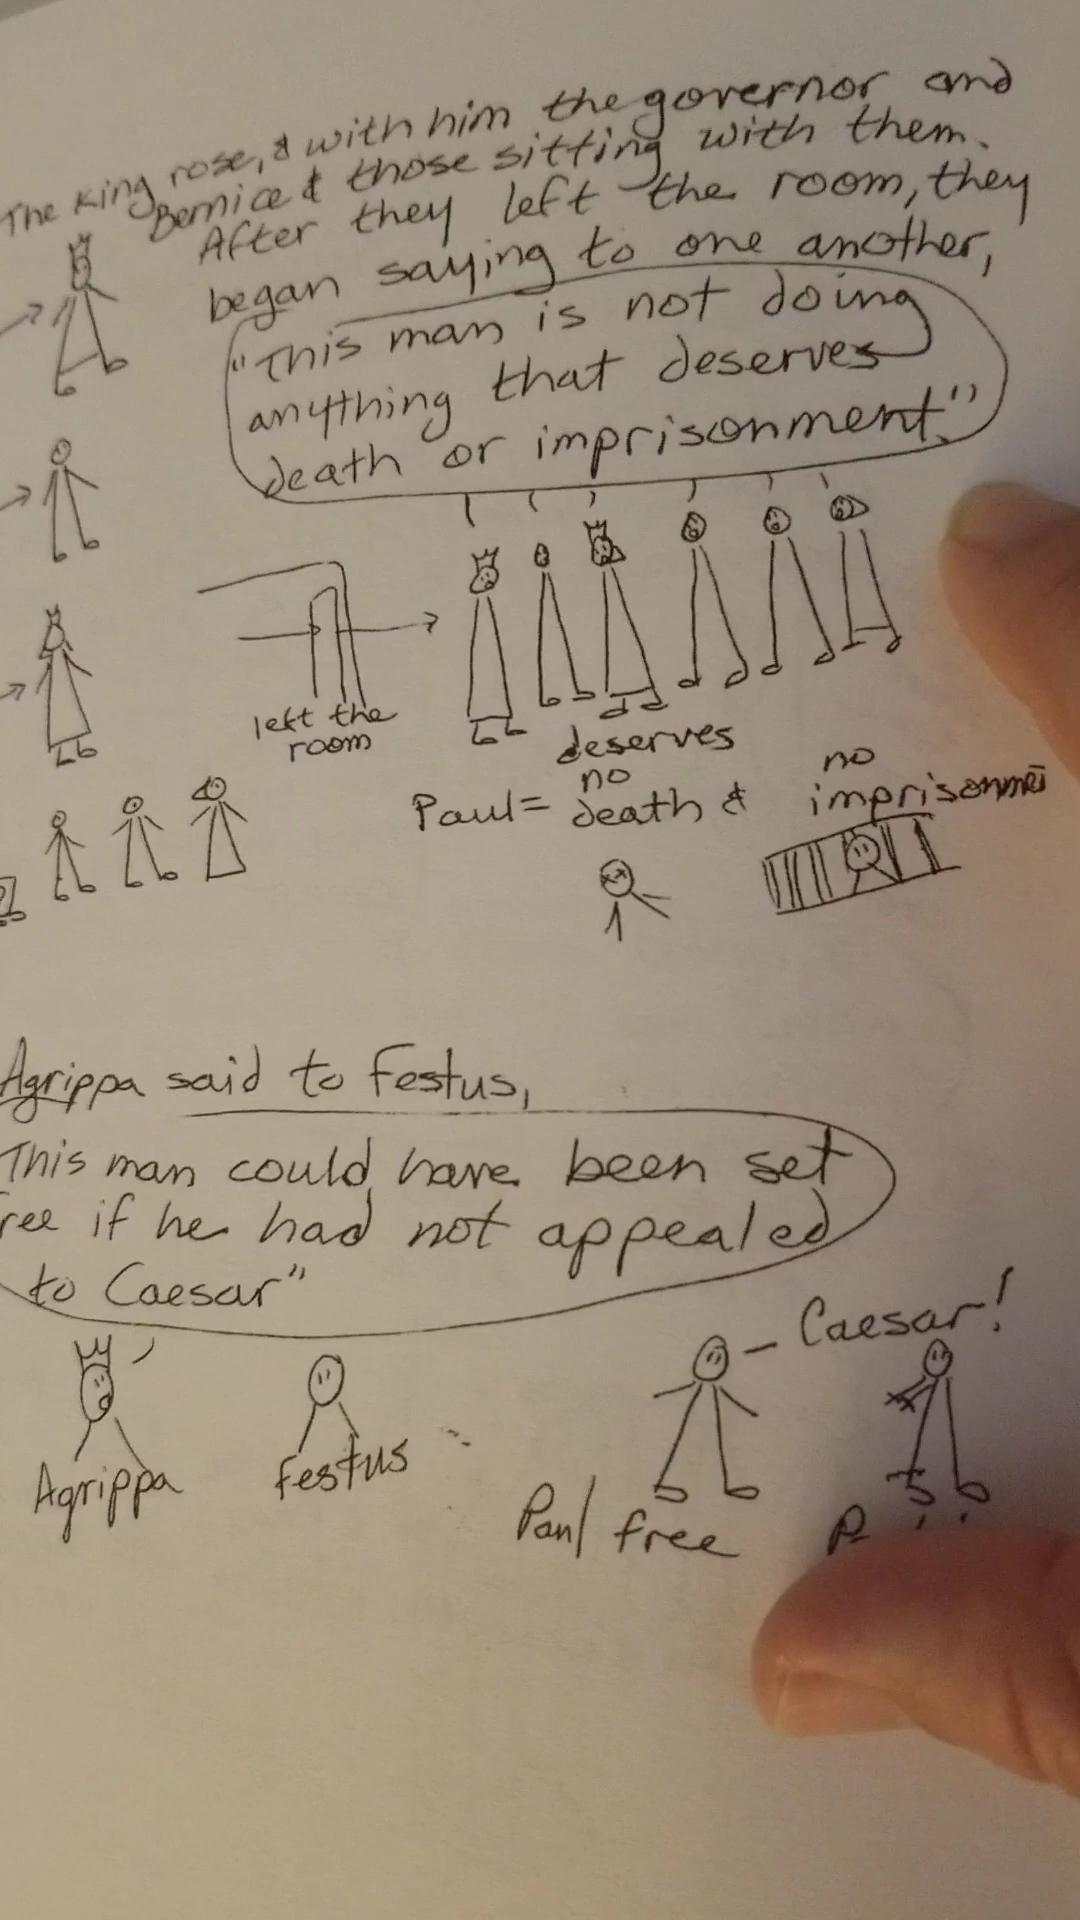 The King rose, & with him the governor and
Bernice & those sitting with them.
After they left the room, they
began saying to one another,
"This man is not doing
anything that deserves
death or imprisonment."
left the
room
deserves
no no
Paul = death & imprisonme
Agrippa said to Festus,
This man could have been set
ree if he had not appealed
to Caesar"
Caesar!
Agrippa Festus
Paul free P